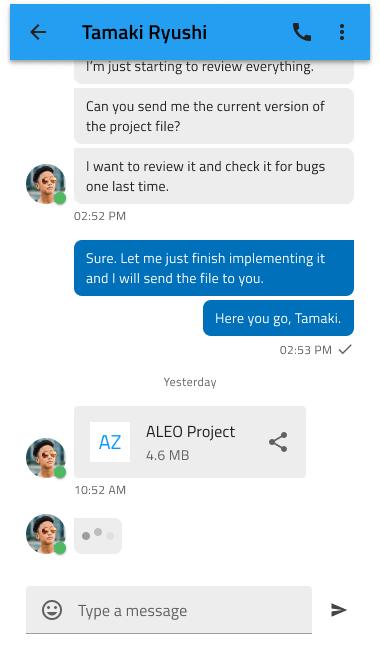 Tamaki Ryushi
I'm just starting to review everything.
Can you send me the current version of
the project file?
I want to review it and check it for bugs
one last time.
02:52 PM
Sure. Let me just finish implementing it
and I will send the file to you.
Here you go, Tamaki.
02:53 PM
Yesterday
AZ
ALEO Project
4.6 MB
10:52 AM
Type a message